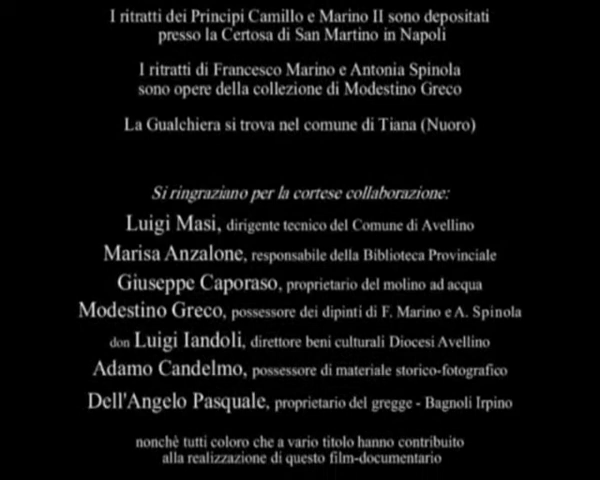 I ritratti dei Principi Camillo e Marino II sono depositati
presso la Certosa di San Martino in Napoli
I ritratti di Francesco Marino e Antonia Spinola
sono opere della collezione di Modestino Greco
La Gualchiera si trova nel comune di Tiana (Nuoro)
Si ringraziano per la cortese collaborazione:
Luigi Masi, dirigente tecnico del Comune di Avellino
Marisa Anzalone, responsabile della Biblioteca Provinciale
Giuseppe Caporaso, proprietario del molino ad acqua
Modestino Greco, possessore dei dipinti di F. Marino e A. Spinola
don Luigi Iandoli, direttore beni culturali Diocesi Avellino
Adamo Candelmo, possessore di materiale storico-fotografico
Dell'Angelo Pasquale, proprietario del gregge - Bagnoli Irpino
nonchè tutti coloro che a vario titolo hanno contribuito
alla realizzazione di questo film-documentario